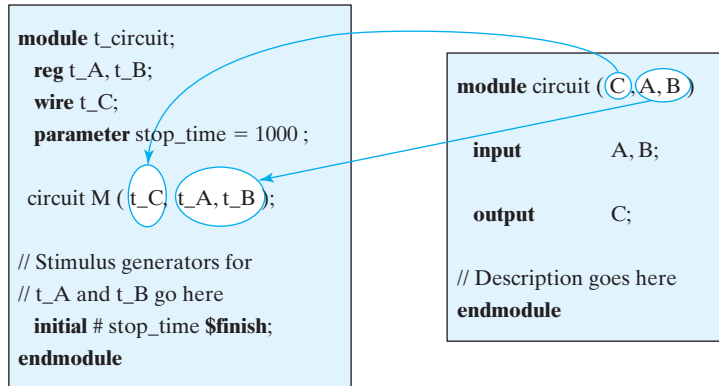 module t_circuit;
reg t_A, t_B;
wire t_C;
parameter stop_time = 1000 ;
circuit M ( t_C, t_A, t_B );
// Stimulus generators for
// t_A and t_B go here
initial # stop_time $finish;
endmodule
module circuit ( C , A, B )
input A, B;
output C;
// Description goes here
endmodule